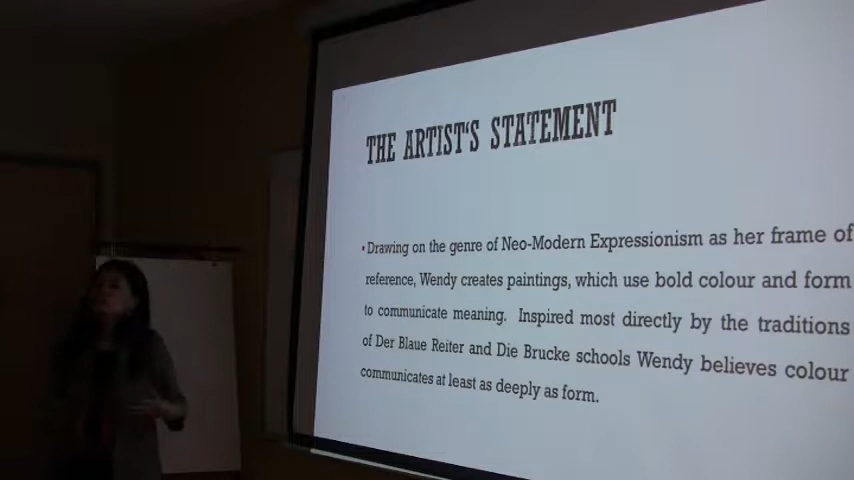 THE ARTIST'S STATEMENT
• Drawing on the genre of Neo-Modern Expressionism as her frame of
reference, Wendy creates paintings, which use bold colour and form
to communicate meaning. Inspired most directly by the traditions
of Der Blaue Reiter and Die Brucke schools Wendy believes colour
communicates at least as deeply as form.